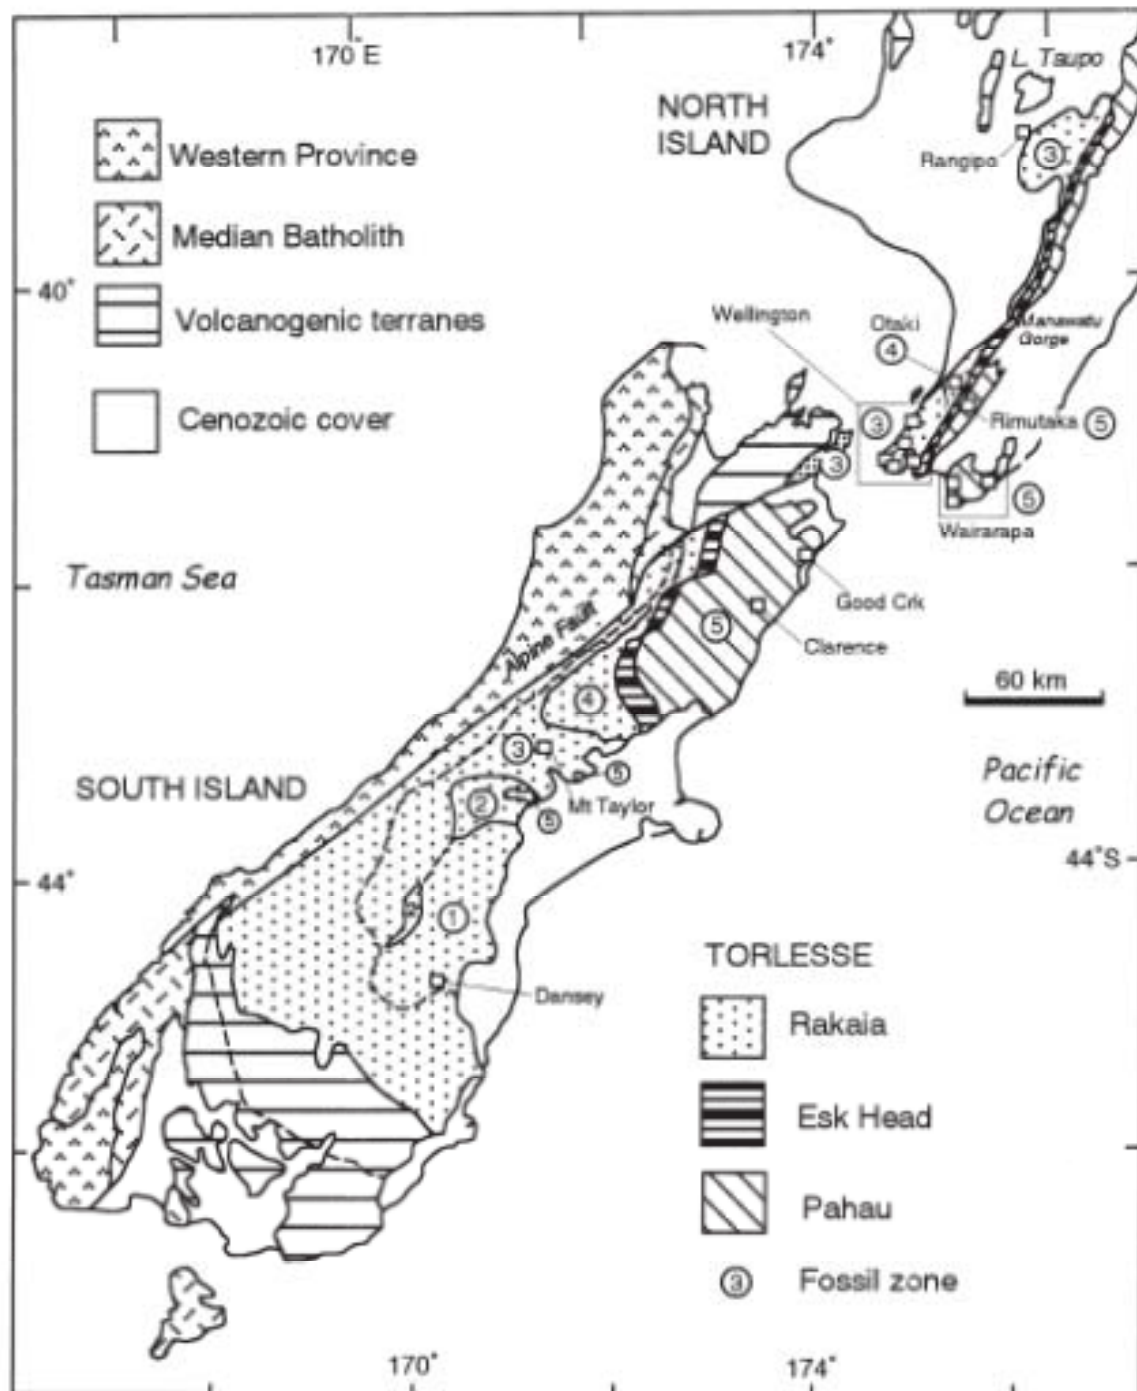 170° E
174°
L. Taupo
NORTH
ISLAND
Rangipo
3
Western Province
Median Batholith
40°
Volcanogenic terranes
Cenozoic cover
Wellington
Otaki
4
Manawatu
Gorge
3
Rimutaka 5
3
5
Wairarapa
Tasman Sea
Alpine Fault
Good Crk
5
Clarence
60 km
4
3
5
Mt Taylor
SOUTH ISLAND
2
5
Pacific
Ocean
44°S
44°
1
Dansey
TORLESSE
Rakaia
Esk Head
Pahau
3 Fossil zone
170°
174°